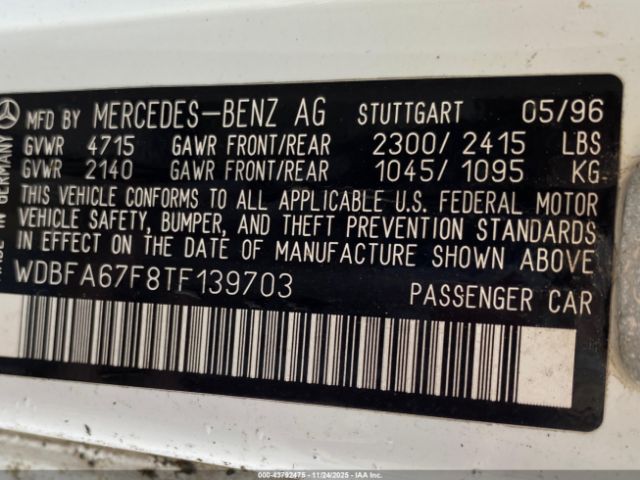 MFD BY MERCEDES-BENZ AG STUTTGART 05/96
GVWR 4715 GAWR FRONT/REAR 2300/2415 LBS
GVWR 2140 GAWR FRONT/REAR 1045/1095 KG
THIS VEHICLE CONFORMS TO ALL APPLICABLE U.S. FEDERAL MOTOR
VEHICLE SAFETY, BUMPER, AND THEFT PREVENTION STANDARDS
IN EFFECT ON THE DATE OF MANUFACTURE SHOWN ABOVE
WDBFA67F8TF139703 PASSENGER CAR
GERMANY
000-43792475 - 11/24/2025 - IAA Inc.